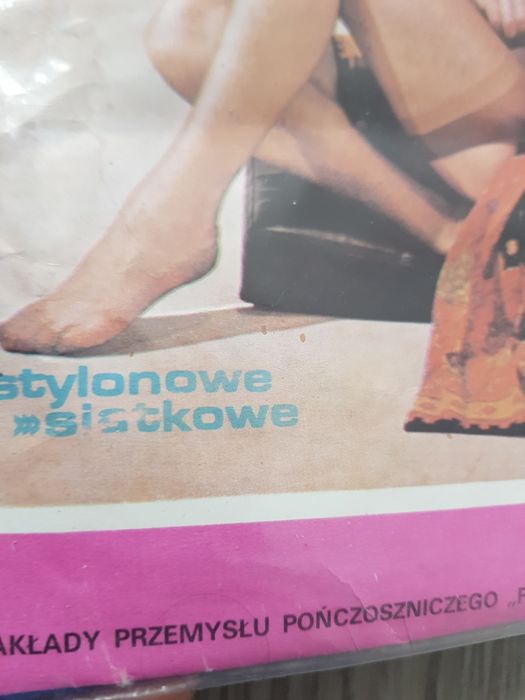 stylonowe
»siatkowe
AKŁADY PRZEMYSŁU POŃCZOSZNICZEGO „